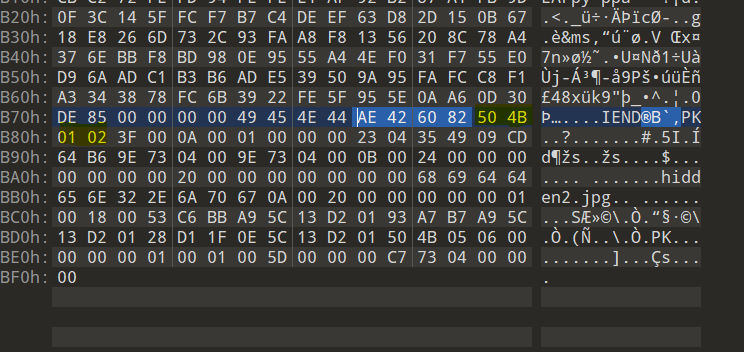 B20h: 0F 3C 14 5F FC F7 B7 C4 DE EF 63 D8 2D 15 0B 67 .<._ü÷·ÄÞïcØ-..g
B30h: 18 E8 26 6D 73 2C 93 FA A8 F8 13 56 20 8C 78 A4 .è&ms,“ú¨ø.V Œx¤
B40h: 37 6E BB F8 BD 98 0E 95 55 A4 4E F0 31 F7 55 E0 7n»ø½˜.•U¤Nð1÷Uà
B50h: D9 6A AD C1 B3 B6 AD E5 39 50 9A 95 FA FC C8 F1 Ùj-Á³¶-å9Pš•úüÈñ
B60h: A3 34 38 78 FC 6B 39 22 FE 5F 95 5E 0A A6 0D 30 £48xük9"þ_•^.¦.0
B70h: DE 85 00 00 00 00 49 45 4E 44 AE 42 60 82 50 4B Þ…....IEND®B`‚PK
B80h: 01 02 3F 00 0A 00 01 00 00 00 23 04 35 49 09 CD ..?.......#.5I.Í
B90h: 64 B6 9E 73 04 00 9E 73 04 00 0B 00 24 00 00 00 d¶žs..žs....$...
BA0h: 00 00 00 00 20 00 00 00 00 00 00 00 68 69 64 64 .... .......hidd
BB0h: 65 6E 32 2E 6A 70 67 0A 00 20 00 00 00 00 00 01 en2.jpg.. ......
BC0h: 00 18 00 53 C6 BB A9 5C 13 D2 01 93 A7 B7 A9 5C ...SÆ»©\.Ò.“§·©\
BD0h: 13 D2 01 28 D1 1F 0E 5C 13 D2 01 50 4B 05 06 00 .Ò.(Ñ..\.Ò.PK...
BE0h: 00 00 00 01 00 01 00 5D 00 00 00 C7 73 04 00 00 .......]...Çs...
BF0h: 00 .